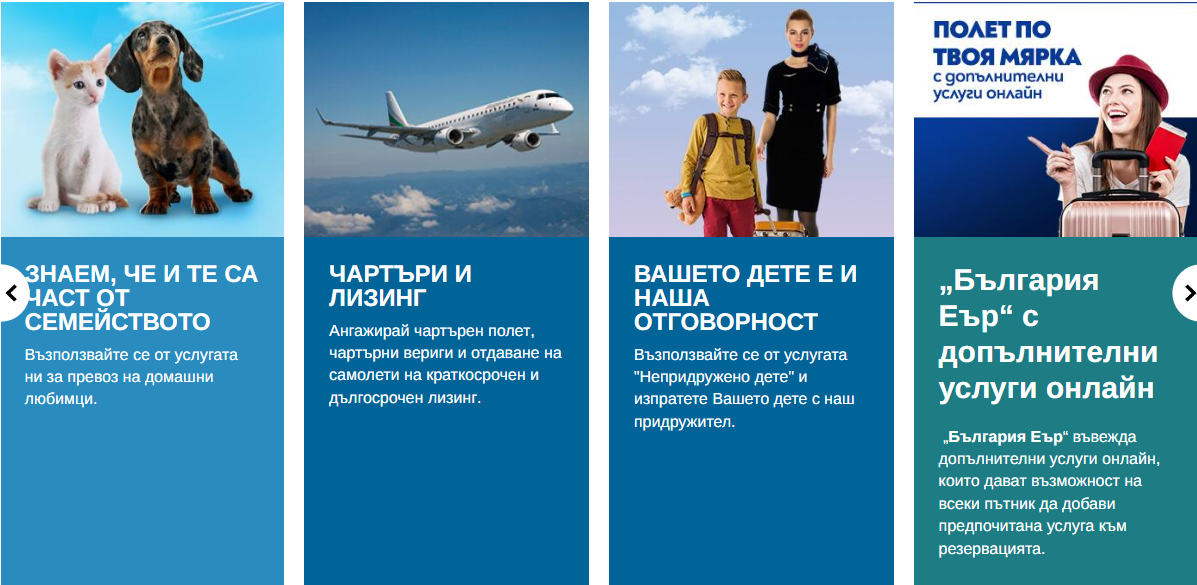 ЗНАЕМ, ЧЕ И ТЕ СА
ЧАСТ ОТ
СЕМЕЙСТВОТО
Възползвайте се от услугата
ни за превоз на домашни
любимци.
ЧАРТЪРИ И
ЛИЗИНГ
Ангажирай чартърен полет,
чартърни вериги и отдаване на
самолети на краткосрочен и
дългосрочен лизинг.
ВАШЕТО ДЕТЕ Е И
НАША
ОТГОВОРНОСТ
Възползвайте се от услугата
"Непридружено дете" и
изпратете Вашето дете с наш
придружител.
ПОЛЕТ ПО
ТВОЯ МЯРКА
с допълнителни
услуги онлайн
„България
Еър“ с
допълнителни
услуги онлайн
„България Еър“ въвежда
допълнителни услуги онлайн,
които дават възможност на
всеки пътник да добави
предпочитана услуга към
резервацията.